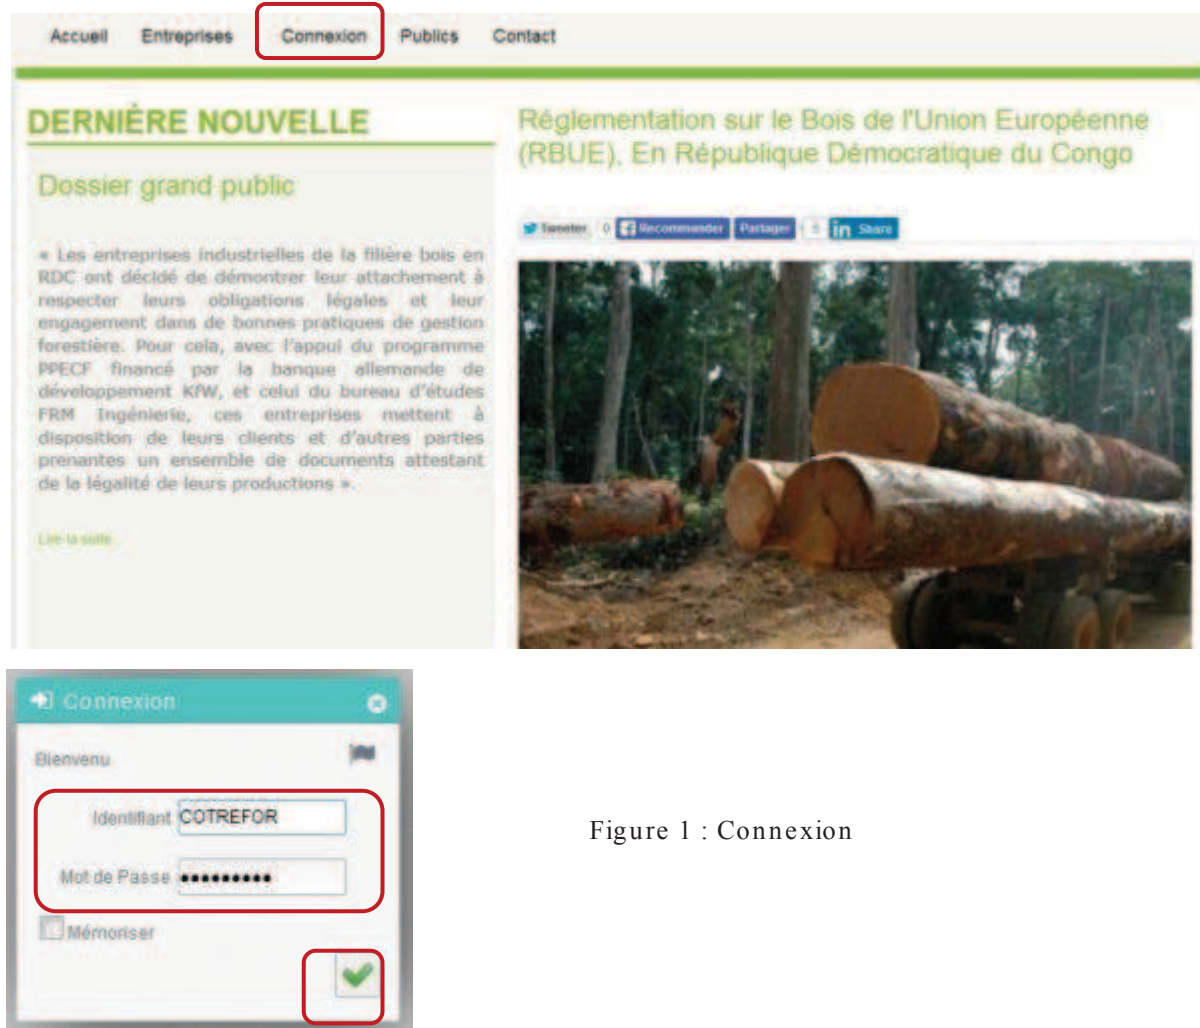 Accueil Entreprises Connexion Publics Contact
DERNIÈRE NOUVELLE
Dossier grand public
« Les entreprises industrielles de la filière bois en
RDC ont décidé de démontrer leur attachement à
respecter leurs obligations légales et leur
engagement dans de bonnes pratiques de gestion
forestière. Pour cela, avec l'appui du programme
PPECF financé par la banque allemande de
développement KfW, et celui du bureau d'études
FRM Ingénierie, ces entreprises mettent à
disposition de leurs clients et d'autres parties
prenantes un ensemble de documents attestant
de la légalité de leurs productions ».
Lire la suite
Réglementation sur le Bois de l'Union Européenne
(RBUE), En République Démocratique du Congo
Tweeter 0 Recommander Partager in Share
Connexion
Bienvenu
Identifiant COTREFOR
Mot de Passe •••••••••
Mémoriser
Figure 1 : Connexion